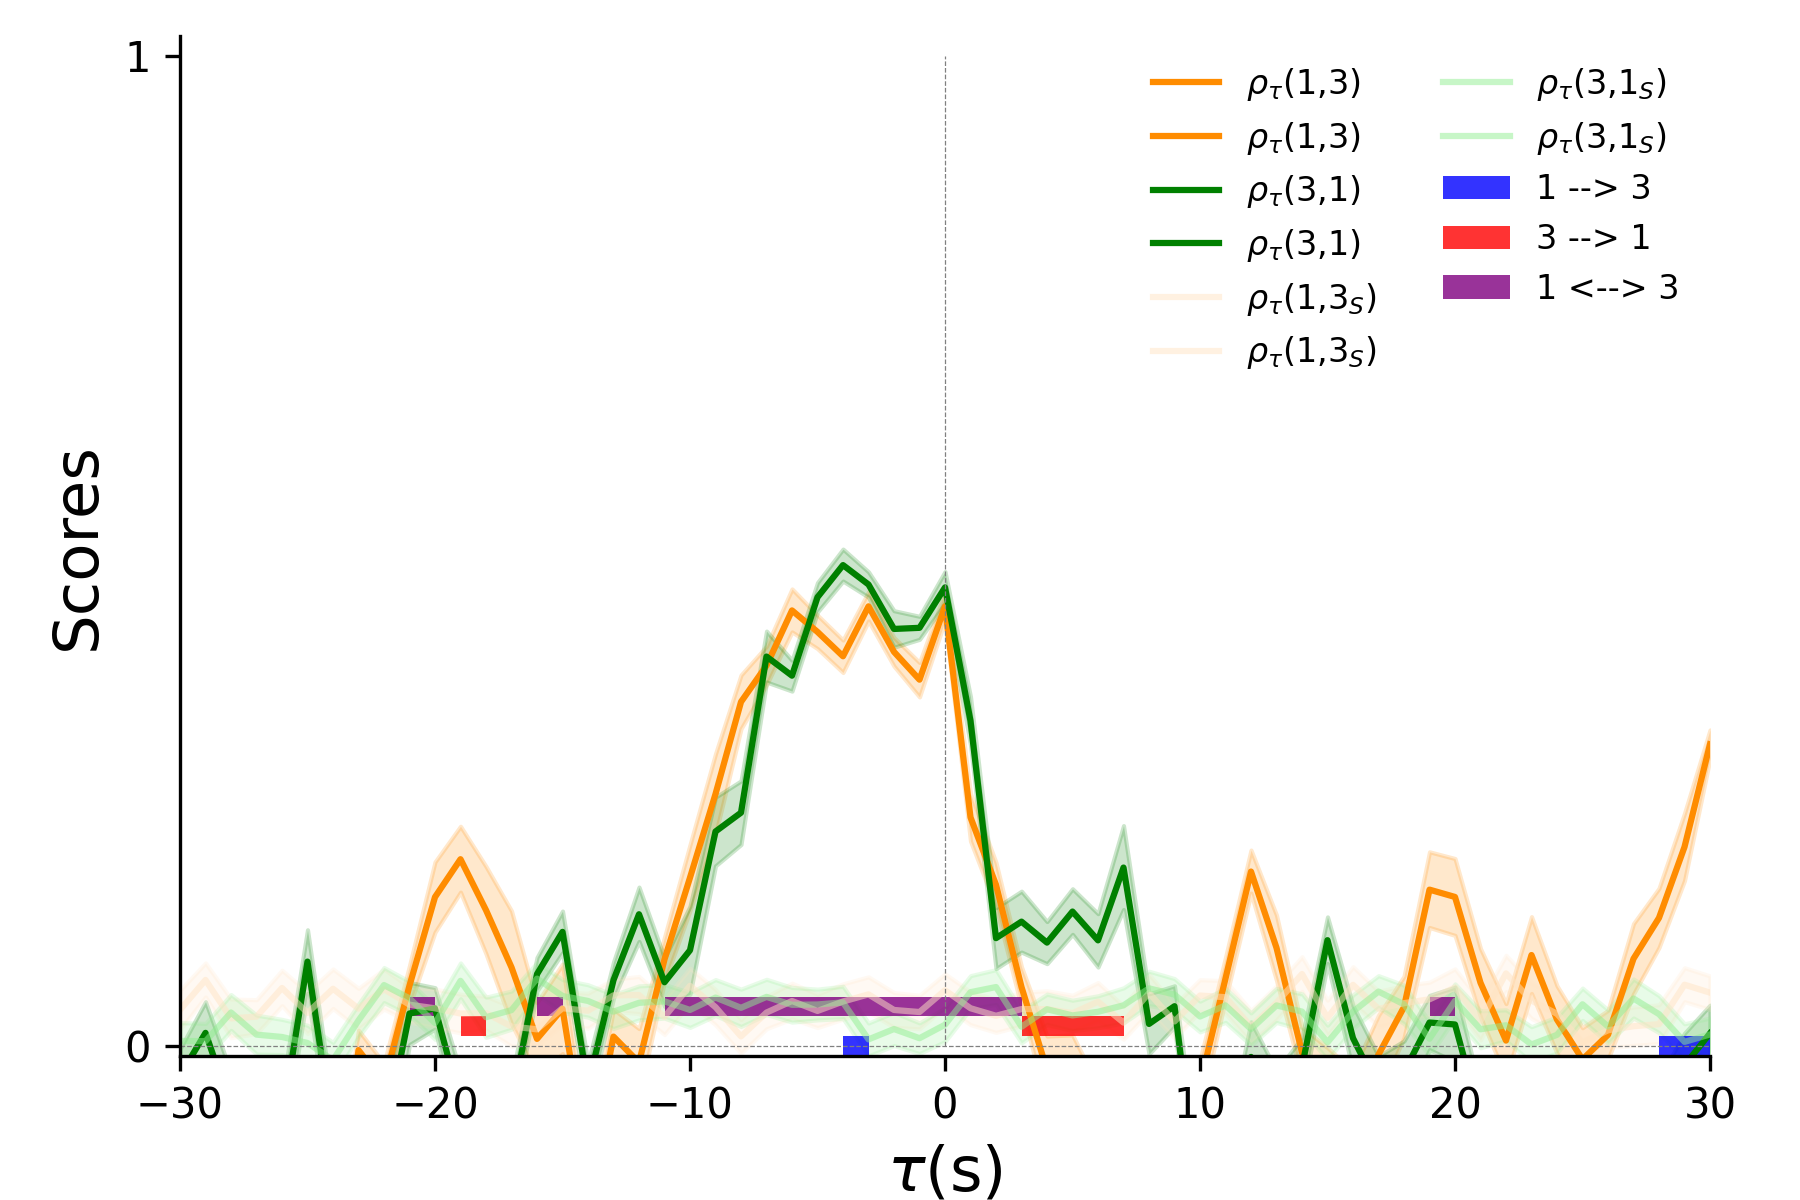 1
0
Scores
−30 −20 −10 0 10 20 30
τ(s)
ρτ(1,3)
ρτ(1,3)
ρτ(3,1)
ρτ(3,1)
ρτ(1,3S)
ρτ(1,3S)
ρτ(3,1S)
ρτ(3,1S)
1 --> 3
3 --> 1
1 <--> 3